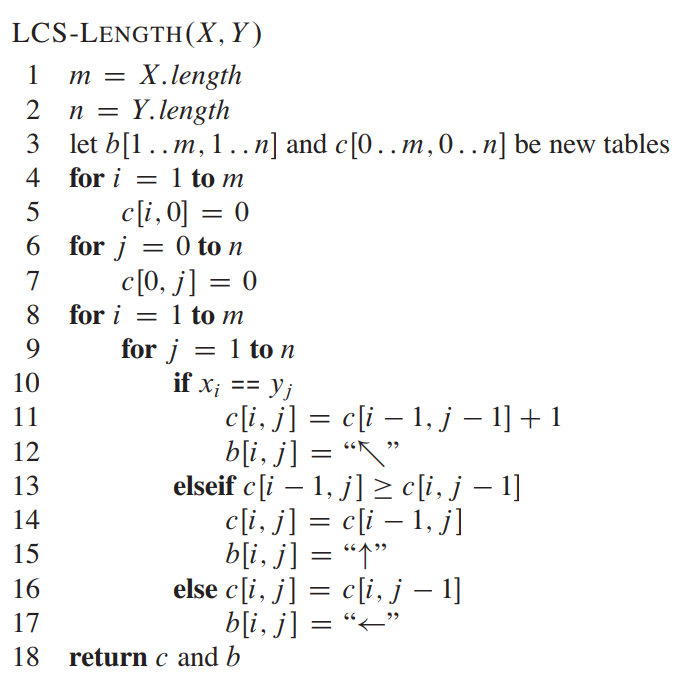 LCS-LENGTH(X, Y)
1 m = X.length
2 n = Y.length
3 let b[1 . . m, 1 . . n] and c[0 . . m, 0 . . n] be new tables
4 for i = 1 to m
5 c[i, 0] = 0
6 for j = 0 to n
7 c[0, j] = 0
8 for i = 1 to m
9 for j = 1 to n
10 if xᵢ == yⱼ
11 c[i, j] = c[i − 1, j − 1] + 1
12 b[i, j] = “↖”
13 elseif c[i − 1, j] ≥ c[i, j − 1]
14 c[i, j] = c[i − 1, j]
15 b[i, j] = “↑”
16 else c[i, j] = c[i, j − 1]
17 b[i, j] = “←”
18 return c and b